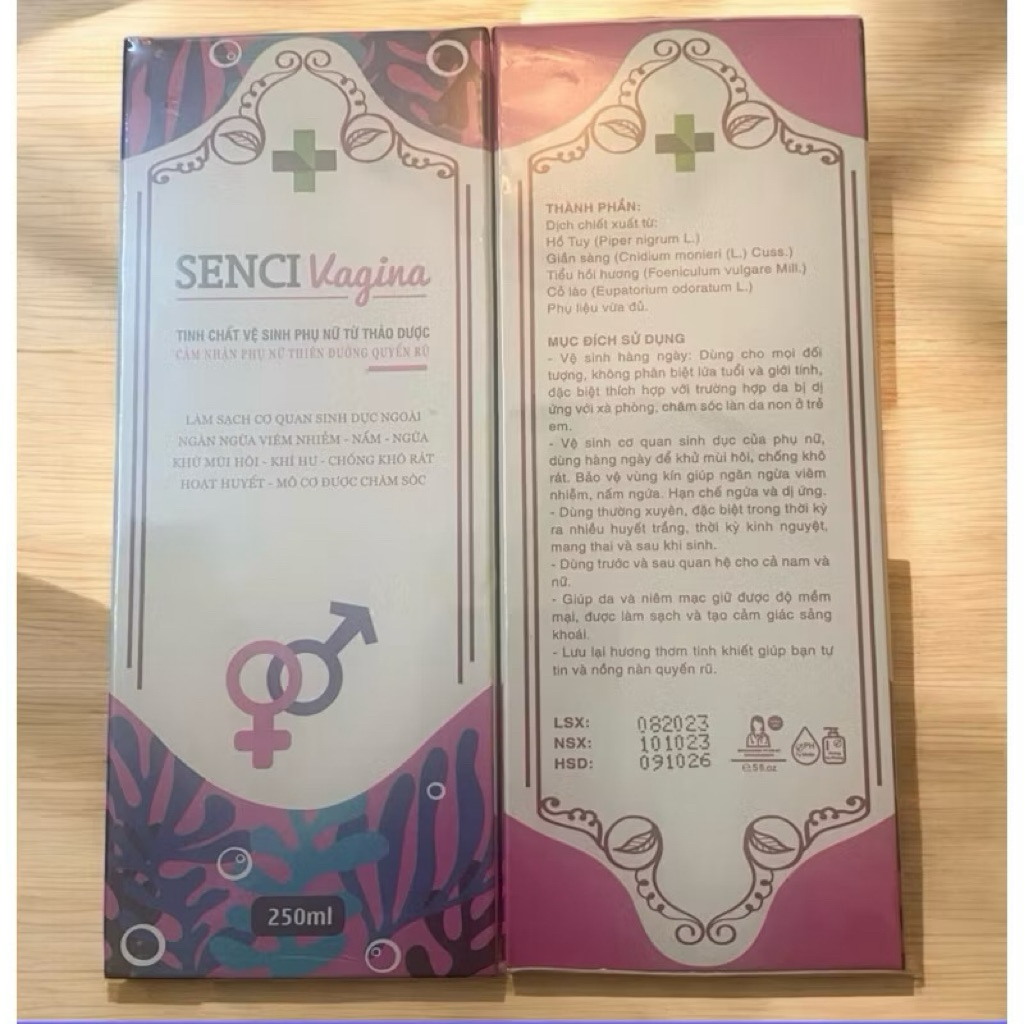 SENCI Vagina
TINH CHẤT VỆ SINH PHỤ NỮ TỪ THẢO DƯỢC
CẢM NHẬN PHỤ NỮ THIÊN ĐƯỜNG QUYẾN RŨ
LÀM SẠCH CƠ QUAN SINH DỤC NGOÀI
NGĂN NGỪA VIÊM NHIỄM - NẤM - NGỨA
KHỬ MÙI HÔI - KHÍ HƯ - CHỐNG KHÔ RÁT
HOẠT HUYẾT - MÔ CƠ ĐƯỢC CHĂM SÓC
250ml
THÀNH PHẦN:
Dịch chiết xuất từ:
Hồ Tuy (Piper nigrum L.)
Giần sàng (Cnidium monieri (L.) Cuss.)
Tiểu hồi hương (Foeniculum vulgare Mill.)
Cỏ lào (Eupatorium odoratum L.)
Phụ liệu vừa đủ.
MỤC ĐÍCH SỬ DỤNG
- Vệ sinh hàng ngày: Dùng cho mọi đối
tượng, không phân biệt lứa tuổi và giới tính,
đặc biệt thích hợp với trường hợp da bị dị
ứng với xà phòng, chăm sóc làn da non ở trẻ
em.
- Vệ sinh cơ quan sinh dục của phụ nữ,
dùng hàng ngày để khử mùi hôi, chống khô
rát. Bảo vệ vùng kín giúp ngăn ngừa viêm
nhiễm, nấm ngứa. Hạn chế ngứa và dị ứng.
- Dùng thường xuyên, đặc biệt trong thời kỳ
ra nhiều huyết trắng, thời kỳ kinh nguyệt,
mang thai và sau khi sinh.
- Dùng trước và sau quan hệ cho cả nam và
nữ.
- Giúp da và niêm mạc giữ được độ mềm
mại, được làm sạch và tạo cảm giác sảng
khoái.
- Lưu lại hương thơm tinh khiết giúp bạn tự
tin và nồng nàn quyến rũ.
LSX: 082023
NSX: 101023
HSD: 091026
PH